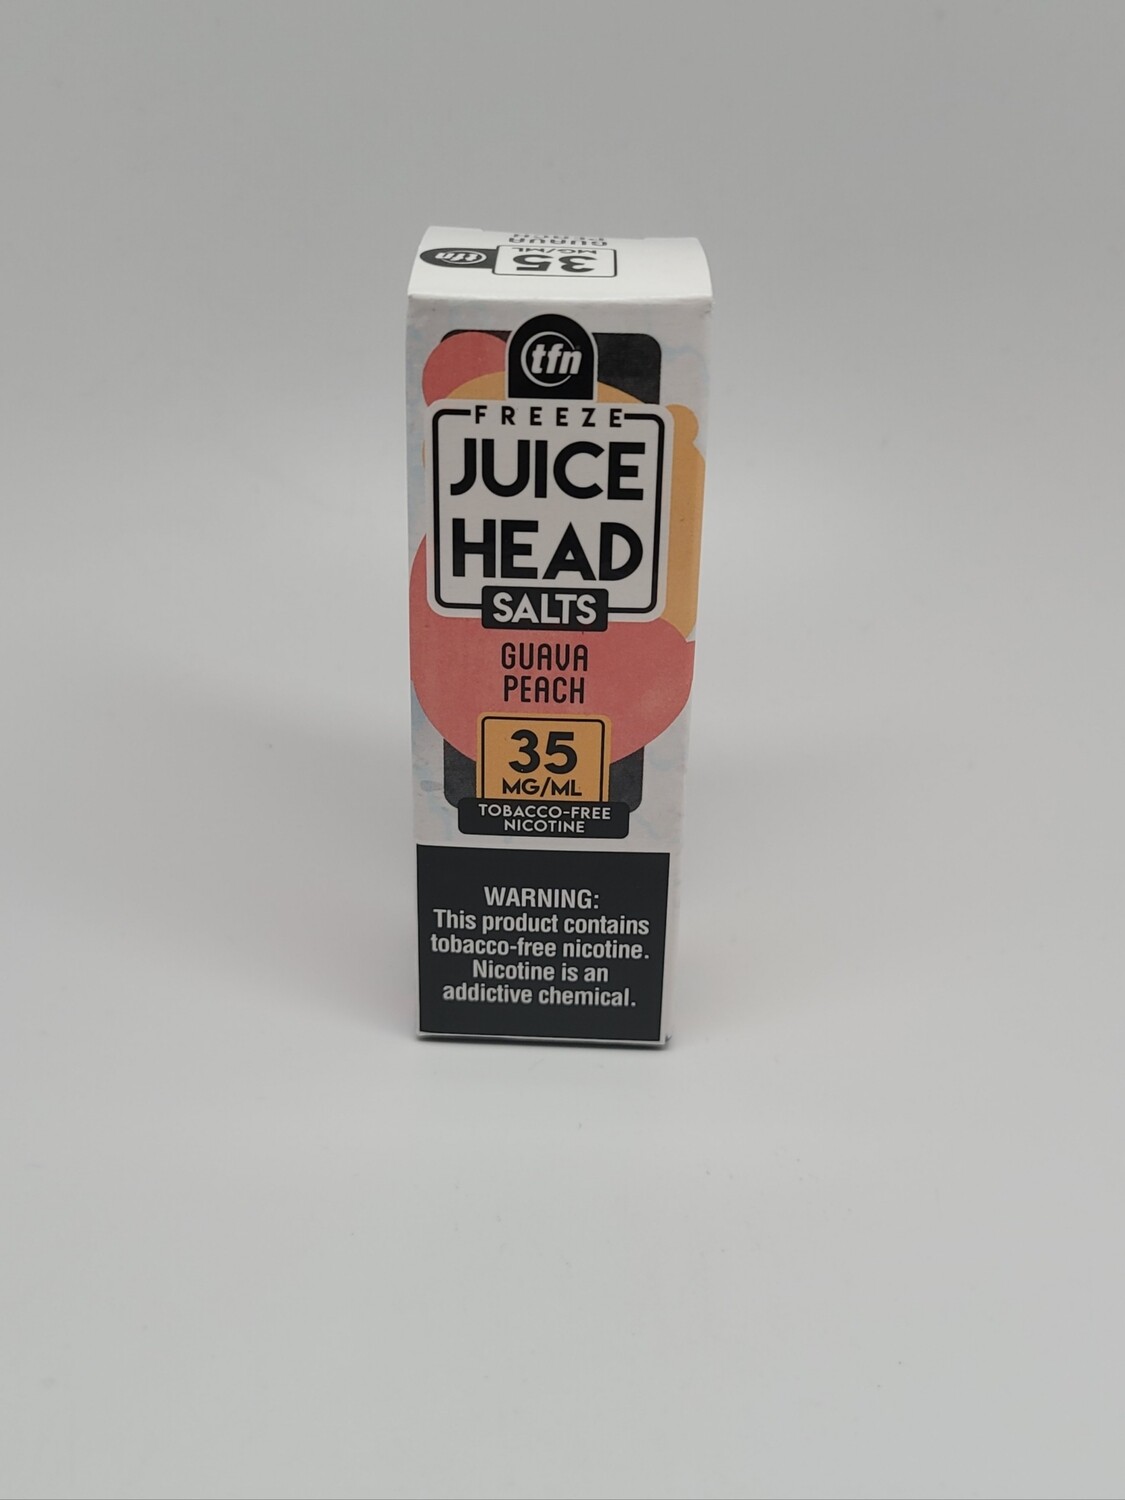 GUAVA
PEACH
35
MG/ML
tfn
tfn
FREEZE
JUICE
HEAD
SALTS
GUAVA
PEACH
35
MG/ML
TOBACCO-FREE
NICOTINE
WARNING:
This product contains
tobacco-free nicotine.
Nicotine is an
addictive chemical.